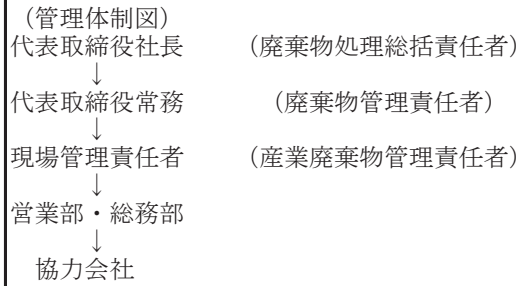 （管理体制図）
代表取締役社長　　（廃棄物処理総括責任者）
↓
代表取締役常務　　（廃棄物管理責任者）
↓
現場管理責任者　　（産業廃棄物管理責任者）
↓
営業部・総務部
↓
協力会社